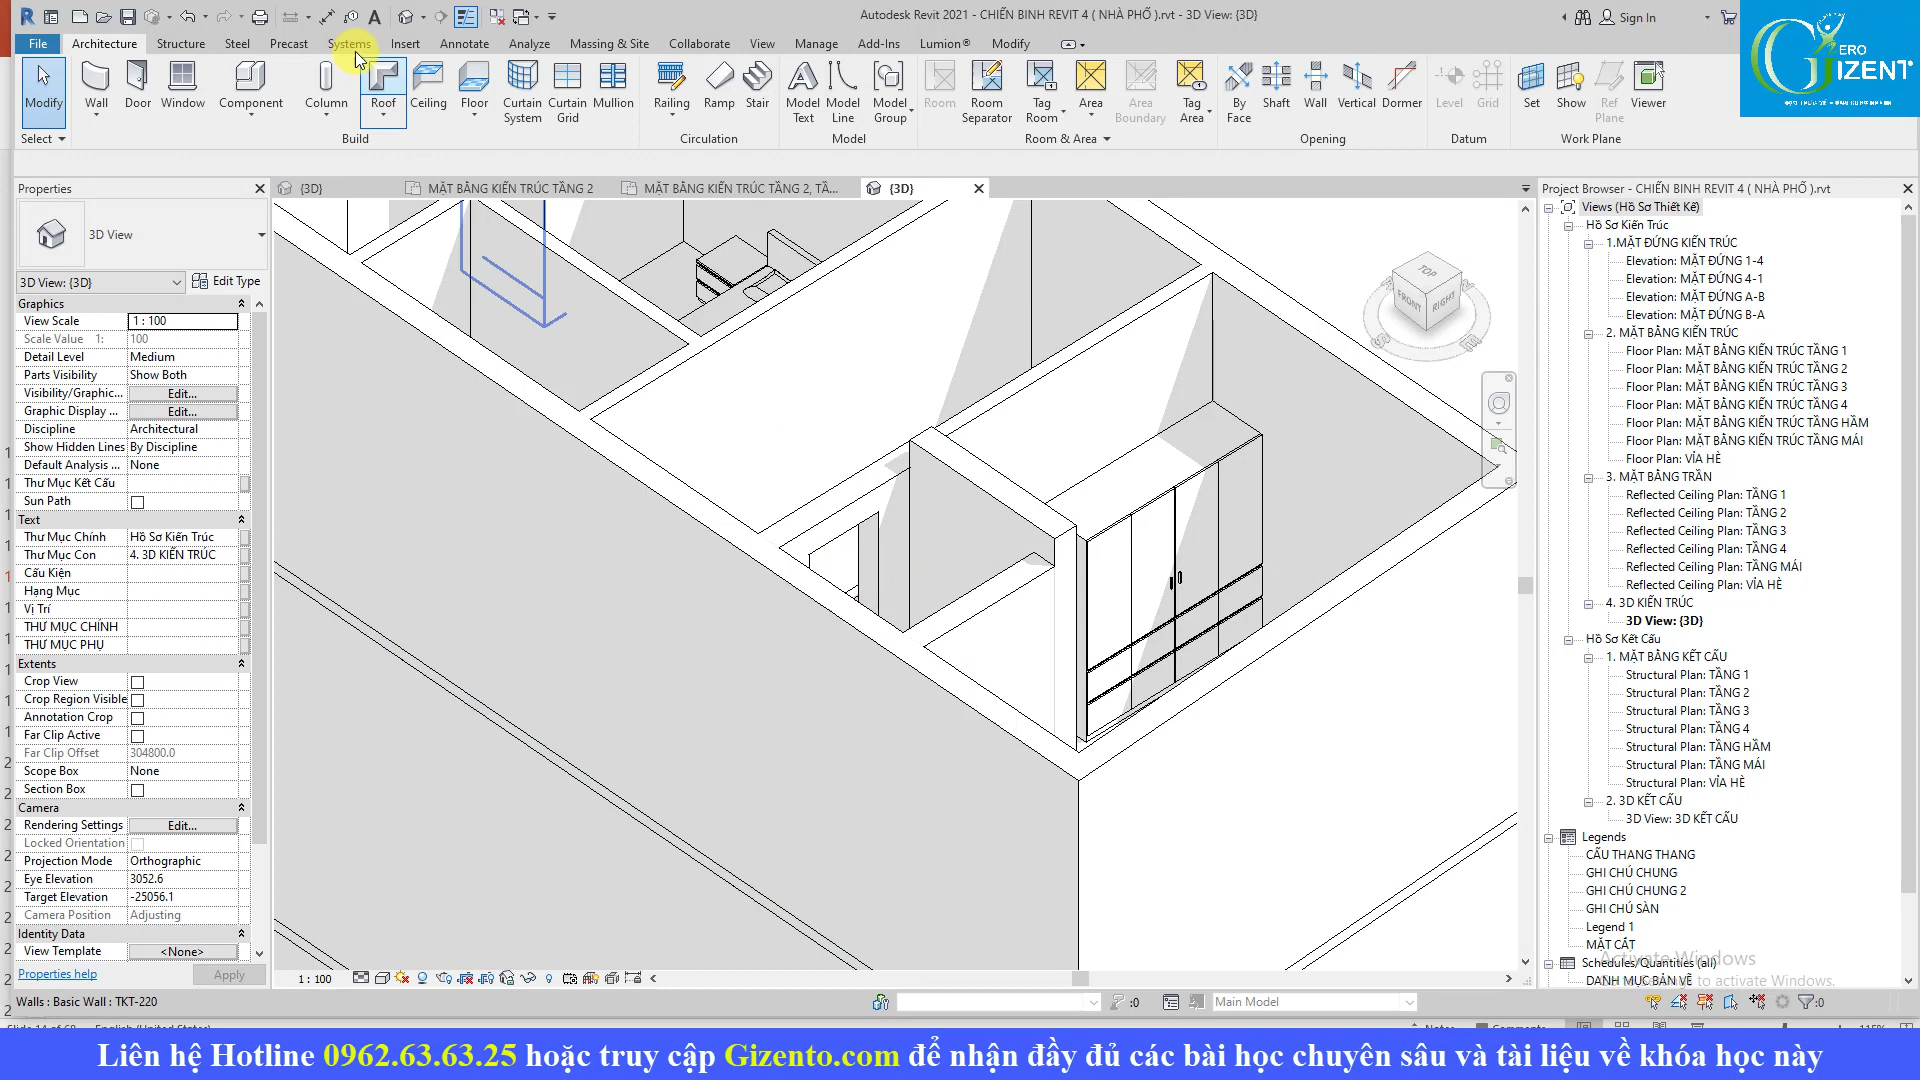 Autodesk Revit 2021 - CHIẾN BINH REVIT 4 ( NHÀ PHỐ ).rvt - 3D View: {3D}
Sign In
File Architecture Structure Steel Precast Systems Insert Annotate Analyze Massing & Site Collaborate View Manage Add-Ins Lumion® Modify
Modify Wall Door Window Component Column Roof Ceiling Floor Curtain System Curtain Grid Mullion Railing Ramp Stair Model Text Model Line Model Group Room Room Separator Tag Room Area Area Boundary Tag Area By Face Shaft Wall Vertical Dormer Level Grid Set Show Ref Plane Viewer
Select Build Circulation Model Room & Area Opening Datum Work Plane
ERO
GIZENTO
Properties
3D View
3D View: {3D}
Edit Type
Graphics
View Scale 1 : 100
Scale Value 1: 100
Detail Level Medium
Parts Visibility Show Both
Visibility/Graphic... Edit...
Graphic Display ... Edit...
Discipline Architectural
Show Hidden Lines By Discipline
Default Analysis ... None
Thư Mục Kết Cấu
Sun Path
Text
Thư Mục Chính Hồ Sơ Kiến Trúc
Thư Mục Con 4. 3D KIẾN TRÚC
Cấu Kiện
Hạng Mục
Vị Trí
THƯ MỤC CHÍNH
THƯ MỤC PHỤ
Extents
Crop View
Crop Region Visible
Annotation Crop
Far Clip Active
Far Clip Offset 304800.0
Scope Box None
Section Box
Camera
Rendering Settings Edit...
Locked Orientation
Projection Mode Orthographic
Eye Elevation 3052.6
Target Elevation -25056.1
Camera Position Adjusting
Identity Data
View Template <None>
Properties help
Apply
{3D}
MẶT BẰNG KIẾN TRÚC TẦNG 2
MẶT BẰNG KIẾN TRÚC TẦNG 2, TẦ...
{3D}
TOP
FRONT
RIGHT
1 : 100
Project Browser - CHIẾN BINH REVIT 4 ( NHÀ PHỐ ).rvt
Views (Hồ Sơ Thiết Kế)
Hồ Sơ Kiến Trúc
1.MẶT ĐỨNG KIẾN TRÚC
Elevation: MẶT ĐỨNG 1-4
Elevation: MẶT ĐỨNG 4-1
Elevation: MẶT ĐỨNG A-B
Elevation: MẶT ĐỨNG B-A
2. MẶT BẰNG KIẾN TRÚC
Floor Plan: MẶT BẰNG KIẾN TRÚC TẦNG 1
Floor Plan: MẶT BẰNG KIẾN TRÚC TẦNG 2
Floor Plan: MẶT BẰNG KIẾN TRÚC TẦNG 3
Floor Plan: MẶT BẰNG KIẾN TRÚC TẦNG 4
Floor Plan: MẶT BẰNG KIẾN TRÚC TẦNG HẦM
Floor Plan: MẶT BẰNG KIẾN TRÚC TẦNG MÁI
Floor Plan: VỈA HÈ
3. MẶT BẰNG TRẦN
Reflected Ceiling Plan: TẦNG 1
Reflected Ceiling Plan: TẦNG 2
Reflected Ceiling Plan: TẦNG 3
Reflected Ceiling Plan: TẦNG 4
Reflected Ceiling Plan: TẦNG MÁI
Reflected Ceiling Plan: VỈA HÈ
4. 3D KIẾN TRÚC
3D View: {3D}
Hồ Sơ Kết Cấu
1. MẶT BẰNG KẾT CẤU
Structural Plan: TẦNG 1
Structural Plan: TẦNG 2
Structural Plan: TẦNG 3
Structural Plan: TẦNG 4
Structural Plan: TẦNG HẦM
Structural Plan: TẦNG MÁI
Structural Plan: VỈA HÈ
2. 3D KẾT CẤU
3D View: 3D KẾT CẤU
Legends
CẤU THANG THANG
GHI CHÚ CHUNG
GHI CHÚ CHUNG 2
GHI CHÚ SÀN
Legend 1
MẶT CẮT
Schedules/Quantities (all)
DANH MỤC BẢN VẼ
Activate Windows
to activate Windows.
Walls : Basic Wall : TKT-220
:0
Main Model
:0
Liên hệ Hotline 0962.63.63.25 hoặc truy cập Gizento.com để nhận đầy đủ các bài học chuyên sâu và tài liệu về khóa học này